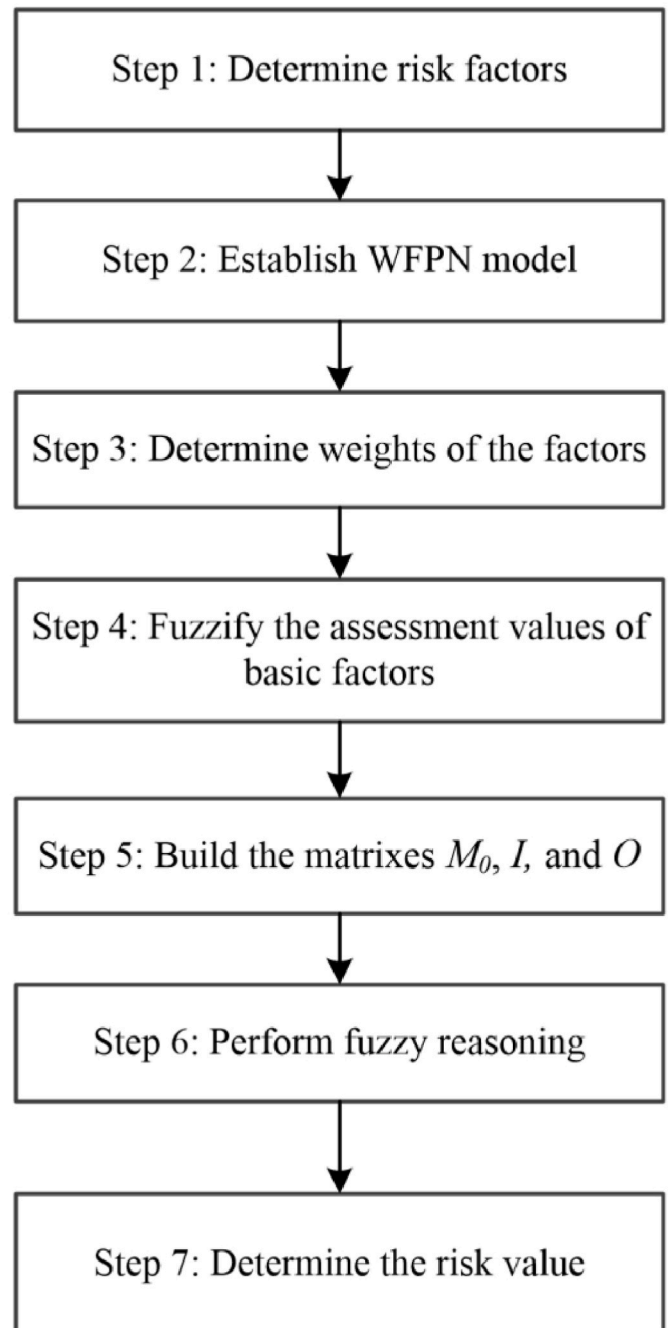 Step 1: Determine risk factors
Step 2: Establish WFPN model
Step 3: Determine weights of the factors
Step 4: Fuzzify the assessment values of
basic factors
Step 5: Build the matrixes M₀, I, and O
Step 6: Perform fuzzy reasoning
Step 7: Determine the risk value